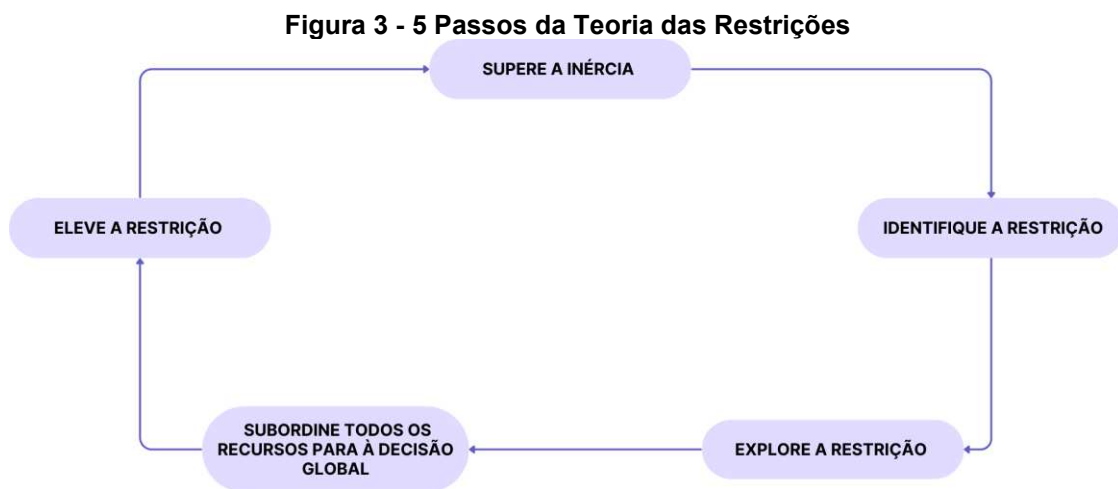 Figura 3 - 5 Passos da Teoria das Restrições
SUPERE A INÉRCIA
ELEVE A RESTRIÇÃO
IDENTIFIQUE A RESTRIÇÃO
SUBORDINE TODOS OS
RECURSOS PARA À DECISÃO
GLOBAL
EXPLORE A RESTRIÇÃO